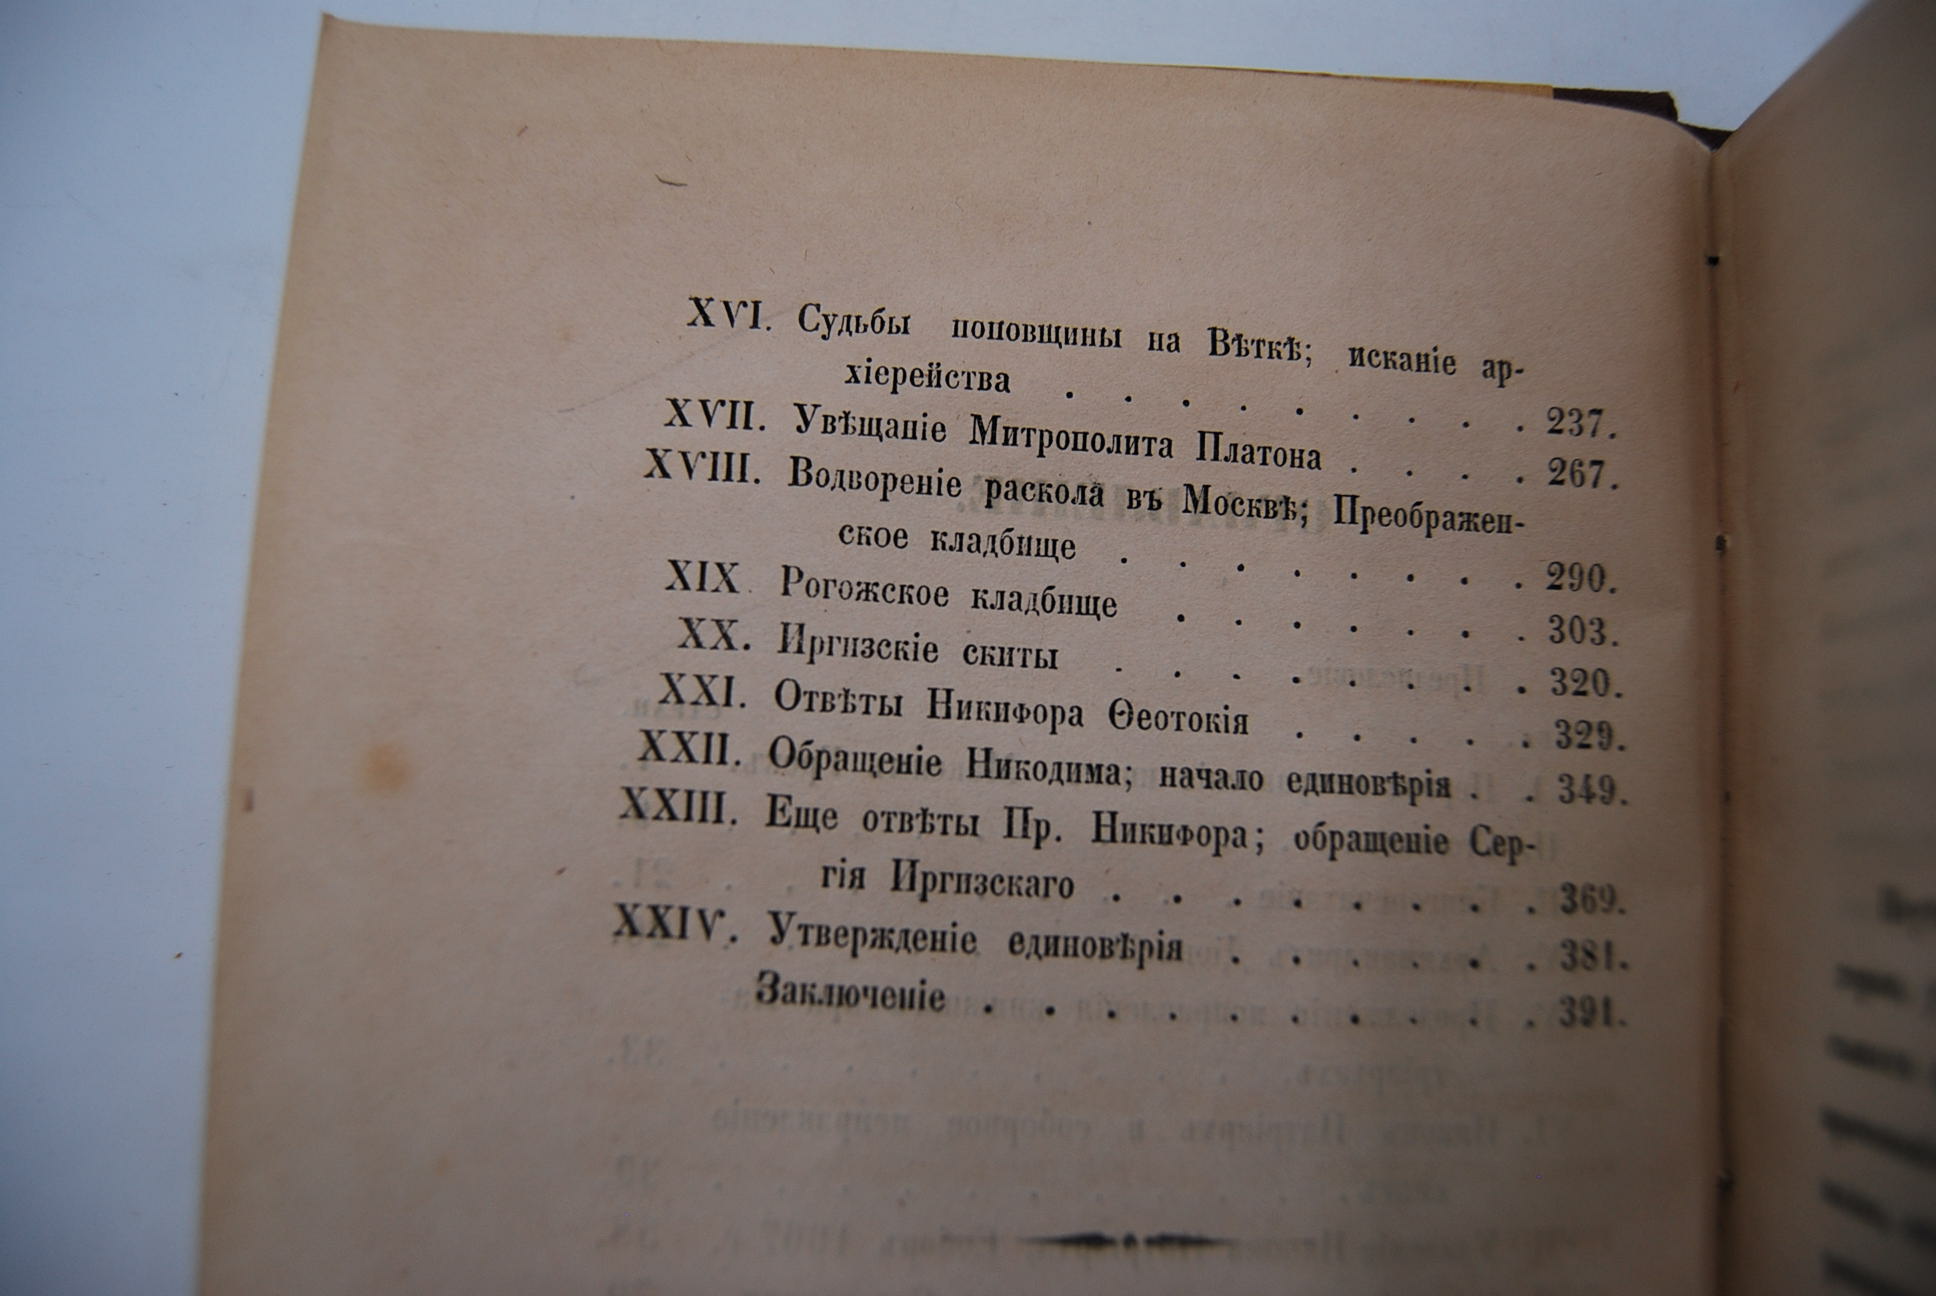 XVI. Судьбы поповщины на Вѣткѣ; исканіе ар-
хіерейства . . . . . . . . . 237.
XVII. Увѣщаніе Митрополита Платона . . . . 267.
XVIII. Водвореніе раскола въ Москвѣ; Преображен-
ское кладбище . . . . . . . . 290.
XIX. Рогожское кладбище . . . . . . . 303.
XX. Иргизскіе скиты . . . . . . . . 320.
XXI. Отвѣты Никифора Ѳеотокія . . . . . 329.
XXII. Обращеніе Никодима; начало единовѣрія . . 349.
XXIII. Еще отвѣты Пр. Никифора; обращеніе Сер-
гія Иргизскаго . . . . . . . . 369.
XXIV. Утвержденіе единовѣрія . . . . . . 381.
Заключеніе . . . . . . . . . . 391.